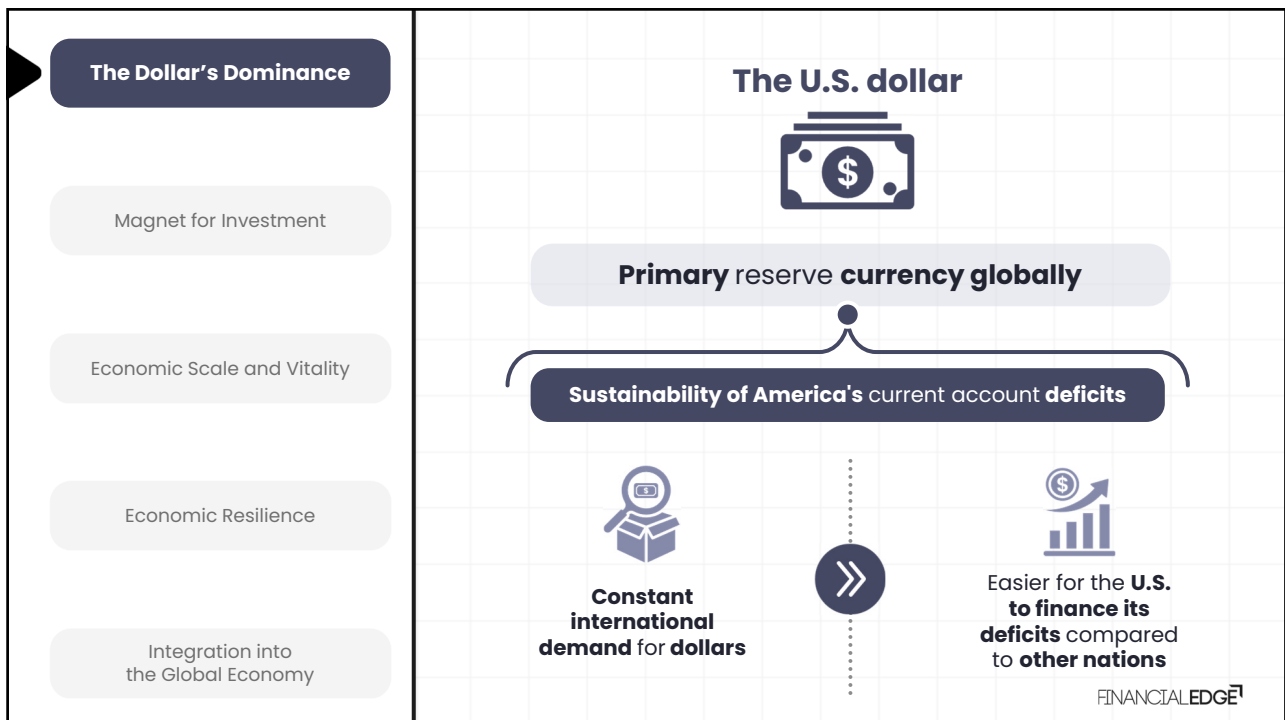 The Dollar's Dominance
Magnet for Investment
Economic Scale and Vitality
Economic Resilience
Integration into
the Global Economy
The U.S. dollar
$
Primary reserve currency globally
Sustainability of America's current account deficits
$
Constant
international
demand for dollars
$
Easier for the U.S.
to finance its
deficits compared
to other nations
FINANCIALEDGE